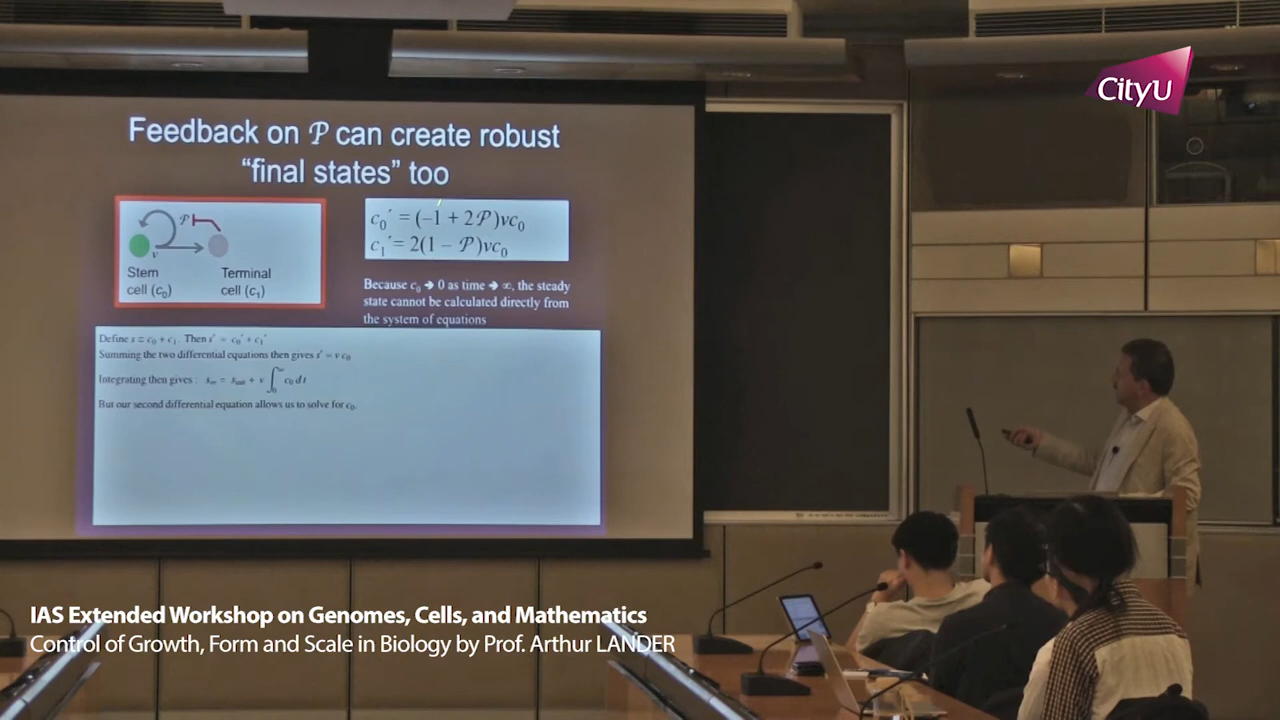 CityU
Feedback on 𝒫 can create robust
“final states” too
𝒫
v
Stem
cell (c₀)
Terminal
cell (c₁)
c₀′ = (−1 + 2𝒫)vc₀
c₁′ = 2(1 − 𝒫)vc₀
Because c₀ → 0 as time → ∞, the steady
state cannot be calculated directly from
the system of equations
Define s = c₀ + c₁. Then s′ = c₀′ + c₁′
Summing the two differential equations then gives s′ = v c₀
Integrating then gives : s∞ = sᵢₙᵢₜ + v ∫₀^∞ c₀ dt
But our second differential equation allows us to solve for c₀.
IAS Extended Workshop on Genomes, Cells, and Mathematics
Control of Growth, Form and Scale in Biology by Prof. Arthur LANDER